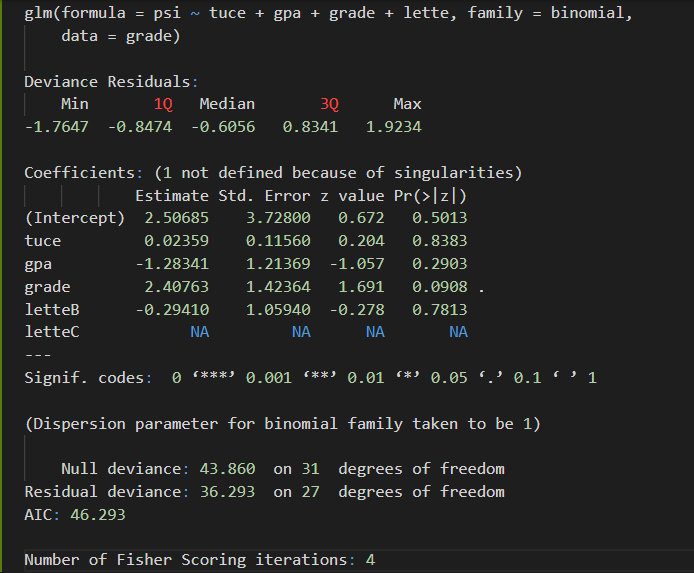 glm(formula = psi ~ tuce + gpa + grade + lette, family = binomial,
    data = grade)

Deviance Residuals:
    Min       1Q   Median       3Q      Max
-1.7647  -0.8474  -0.6056   0.8341   1.9234

Coefficients: (1 not defined because of singularities)
            Estimate Std. Error z value Pr(>|z|)
(Intercept)  2.50685    3.72800   0.672   0.5013
tuce         0.02359    0.11560   0.204   0.8383
gpa         -1.28341    1.21369  -1.057   0.2903
grade        2.40763    1.42364   1.691   0.0908 .
letteB      -0.29410    1.05940  -0.278   0.7813
letteC            NA         NA      NA       NA
---
Signif. codes:  0 ‘***’ 0.001 ‘**’ 0.01 ‘*’ 0.05 ‘.’ 0.1 ‘ ’ 1

(Dispersion parameter for binomial family taken to be 1)

    Null deviance: 43.860  on 31  degrees of freedom
Residual deviance: 36.293  on 27  degrees of freedom
AIC: 46.293

Number of Fisher Scoring iterations: 4